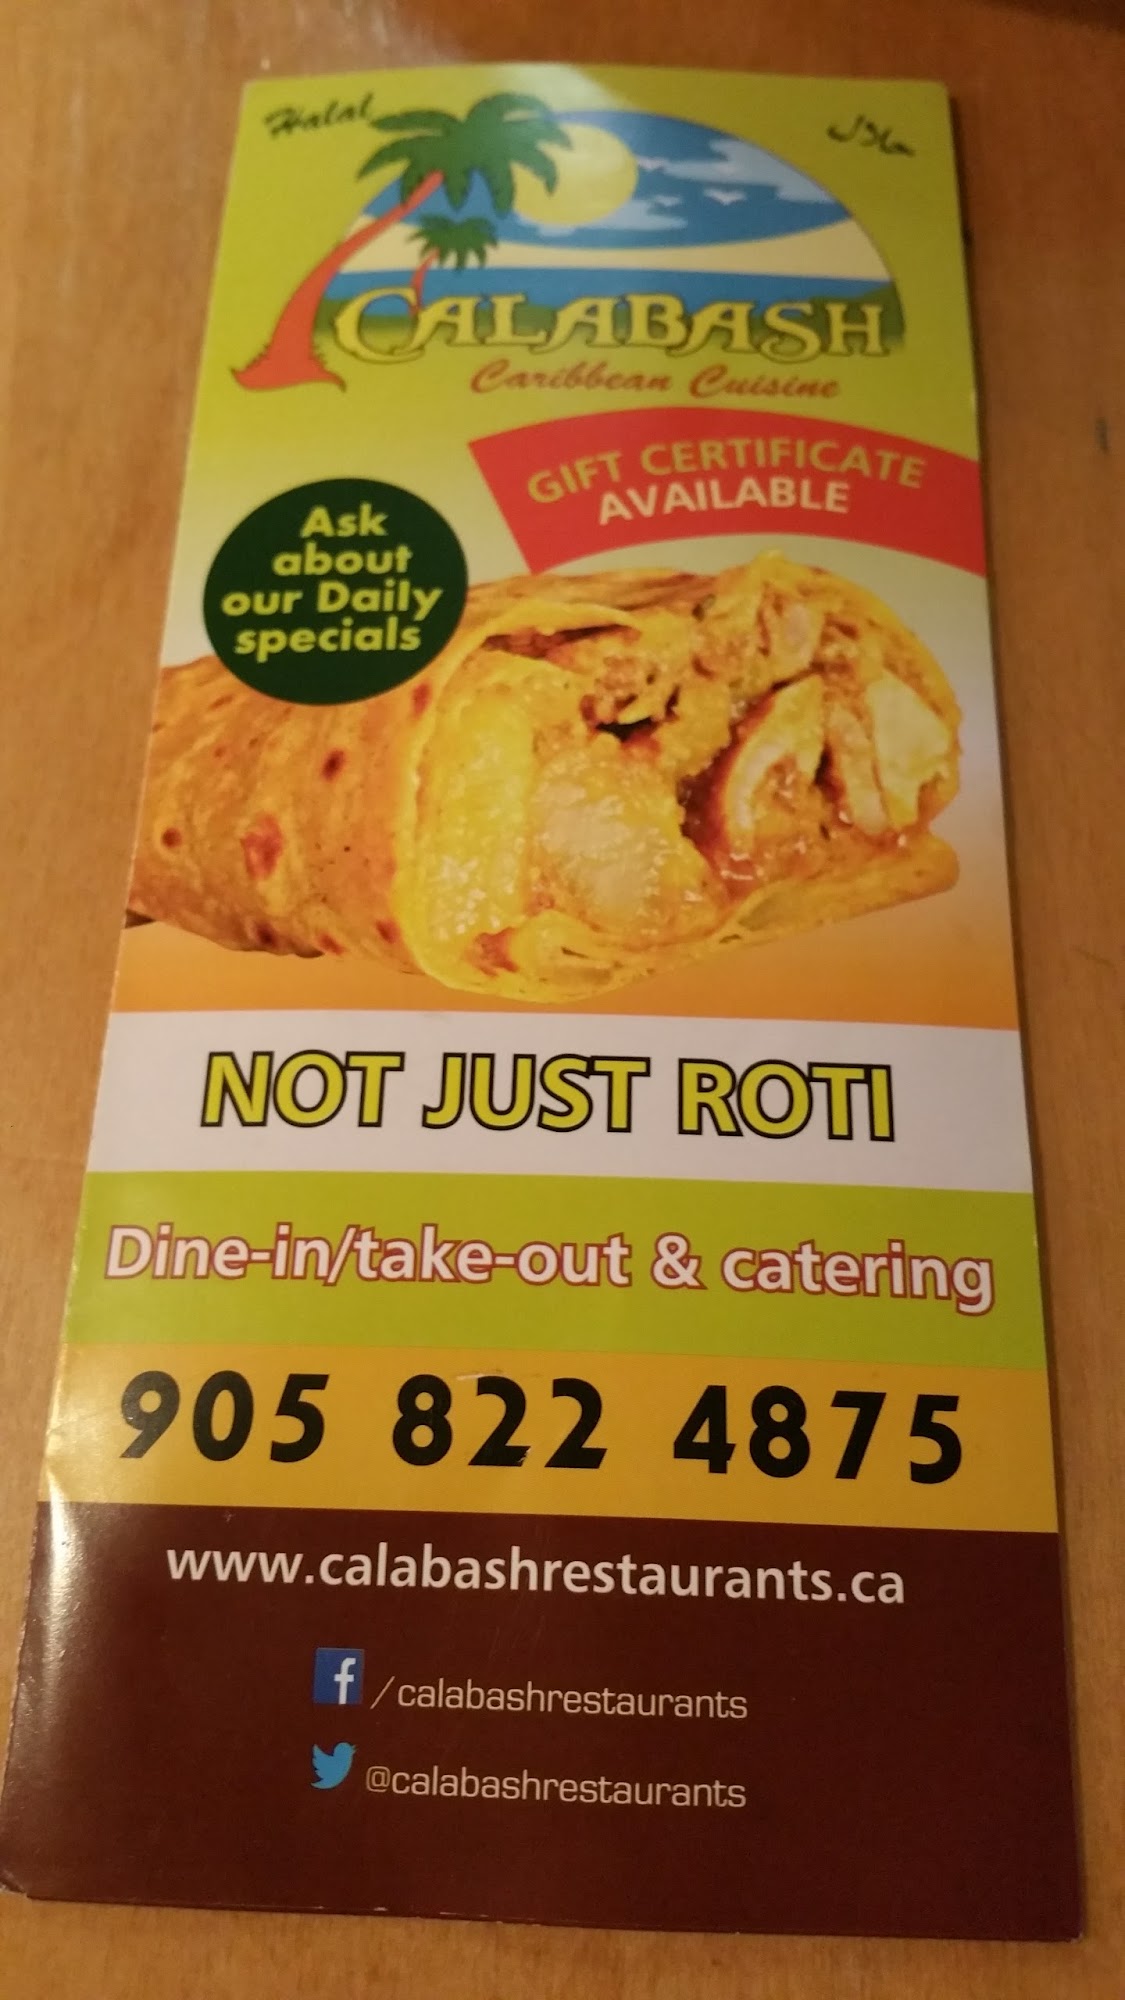 Halal
حلال
CALABASH
Caribbean Cuisine
GIFT CERTIFICATE
AVAILABLE
Ask
about
our Daily
specials
NOT JUST ROTI
Dine-in/take-out & catering
905 822 4875
www.calabashrestaurants.ca
f /calabashrestaurants
@calabashrestaurants